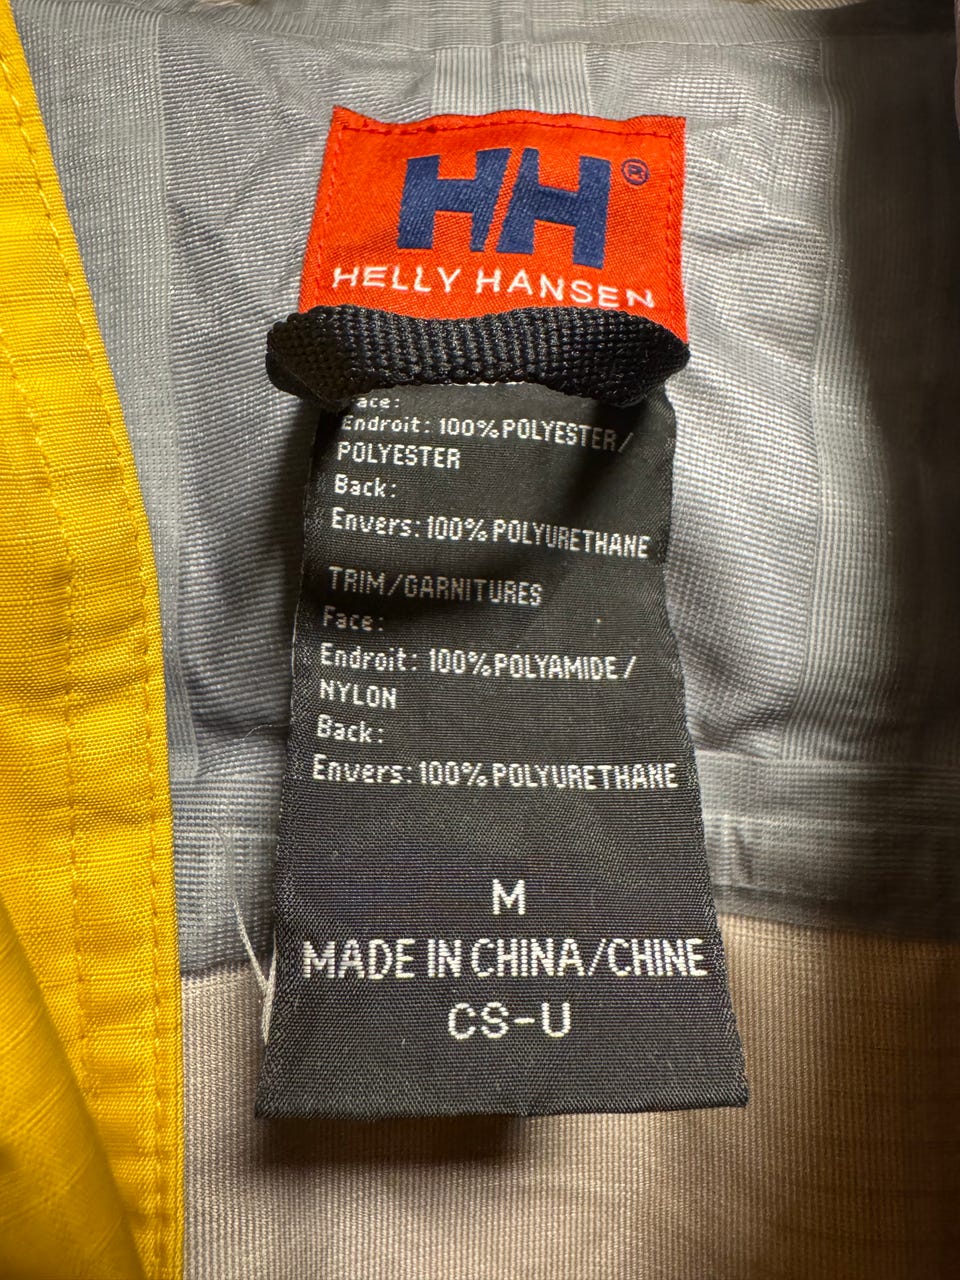 HH®
HELLY HANSEN
Face:
Endroit: 100% POLYESTER/
POLYESTER
Back:
Envers: 100% POLYURETHANE
TRIM/GARNITURES
Face:
Endroit: 100% POLYAMIDE/
NYLON
Back:
Envers: 100% POLYURETHANE
M
MADE IN CHINA/CHINE
CS-U